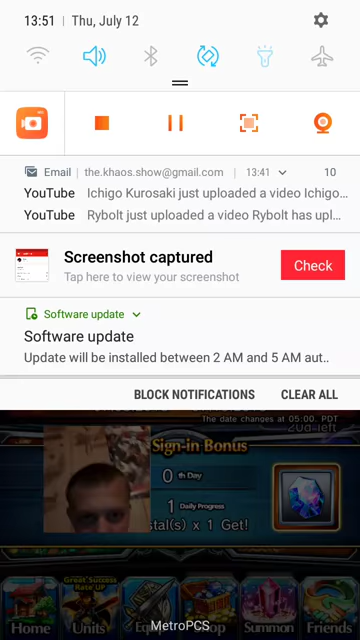 13:51 | Thu, July 12
Email | the.khaos.show@gmail.com | 13:41 10
YouTube Ichigo Kurosaki just uploaded a video Ichigo...
YouTube Rybolt just uploaded a video Rybolt has upl...
Screenshot captured
Tap here to view your screenshot
Check
Software update
Software update
Update will be installed between 2 AM and 5 AM aut..
BLOCK NOTIFICATIONS CLEAR ALL
(The date changes at 05:00, PDT
20d left
Sign-in Bonus
0 th Day
1 Daily Progress
stal(s) x 1 Get!
Great Success
Rate UP
Home Units Equip Shop Summon Friends
MetroPCS